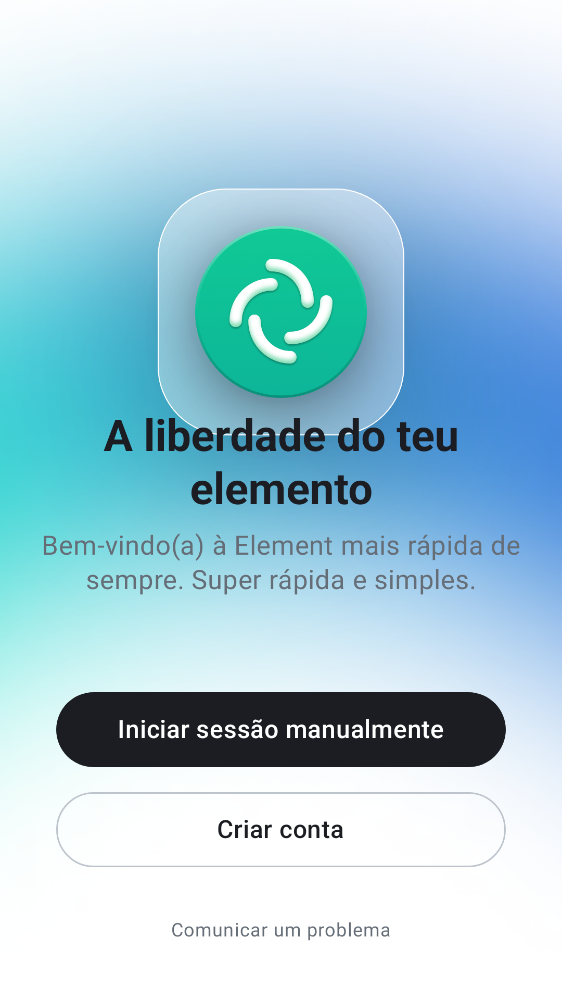 A liberdade do teu
elemento
Bem-vindo(a) à Element mais rápida de
sempre. Super rápida e simples.
Iniciar sessão manualmente
Criar conta
Comunicar um problema